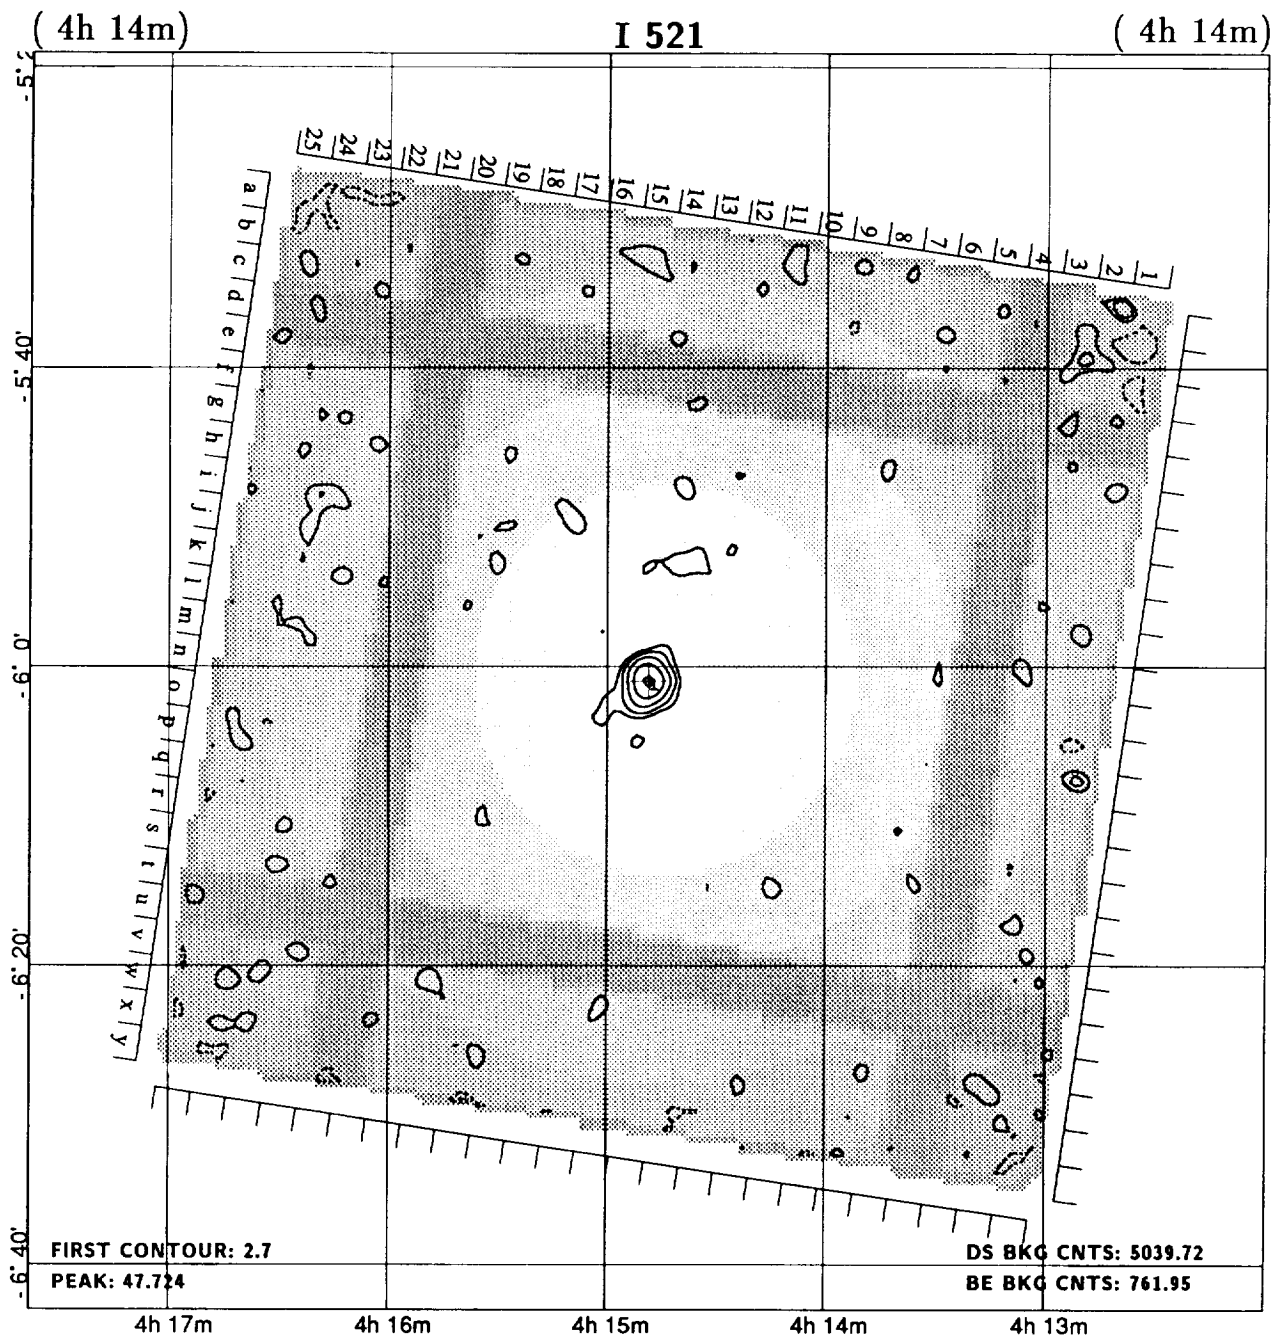 ( 4h 14m) I 521 ( 4h 14m)
25 24 23 22 21 20 19 18 17 16 15 14 13 12 11 10 9 8 7 6 5 4 3 2 1
a b c d e f g h i j k l m n o p q r s t u v w x y
-5° 2
-5° 40'
-6° 0'
-6° 20'
-6° 40'
FIRST CONTOUR: 2.7
PEAK: 47.724
DS BKG CNTS: 5039.72
BE BKG CNTS: 761.95
4h 17m 4h 16m 4h 15m 4h 14m 4h 13m